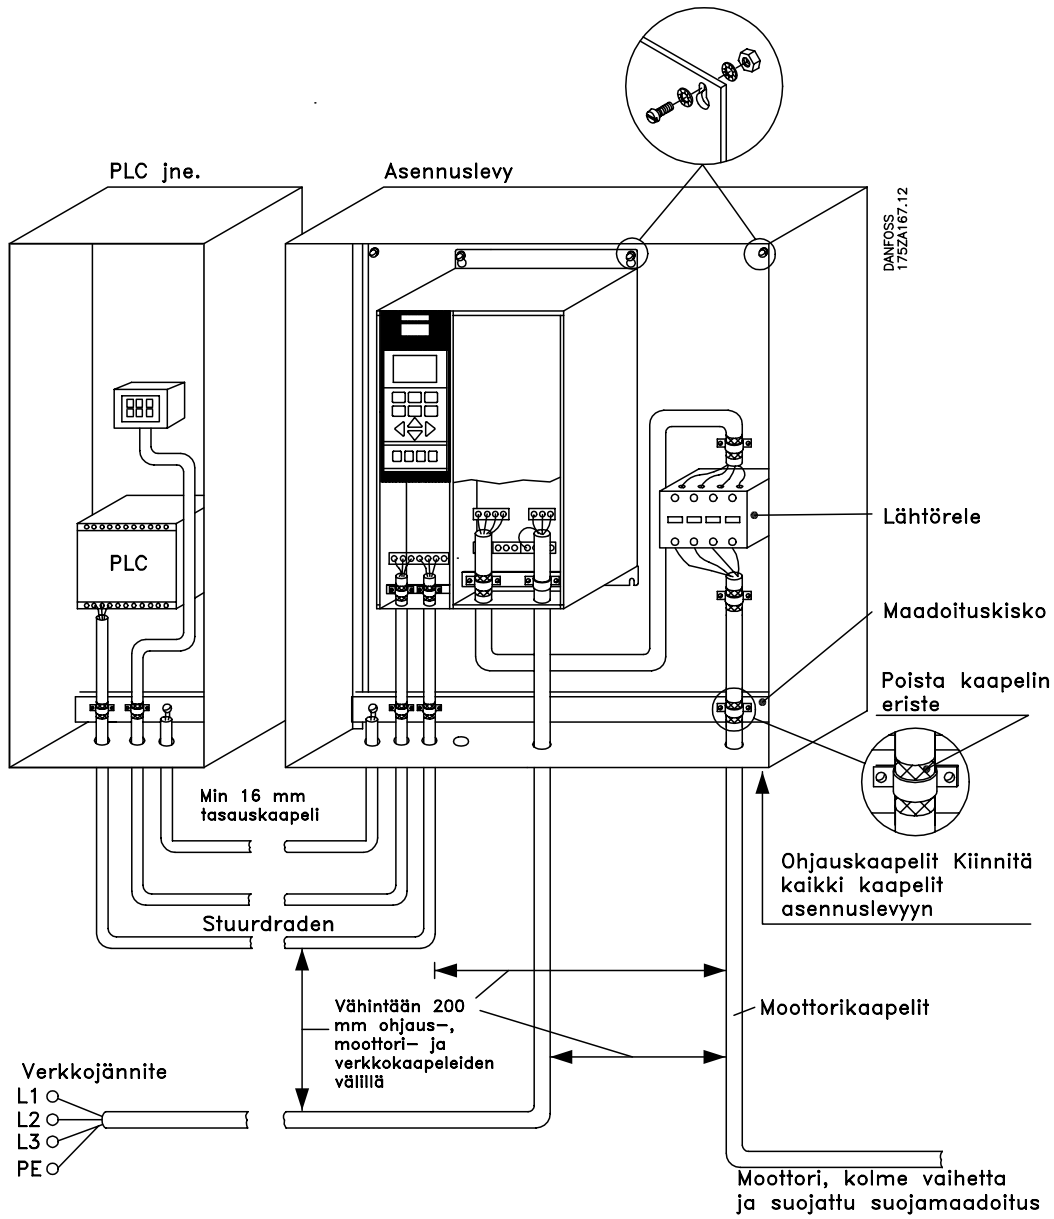 PLC jne.
Asennuslevy
DANFOSS
175ZA167.12
PLC
Lähtörele
Maadoituskisko
Poista kaapelin
eriste
Min 16 mm
tasauskaapeli
Ohjauskaapelit Kiinnitä
kaikki kaapelit
asennuslevyyn
Stuurdraden
Vähintään 200
mm ohjaus-,
moottori- ja
verkkokaapeleiden
välillä
Moottorikaapelit
Verkkojännite
L1
L2
L3
PE
Moottori, kolme vaihetta
ja suojattu suojamaadoitus